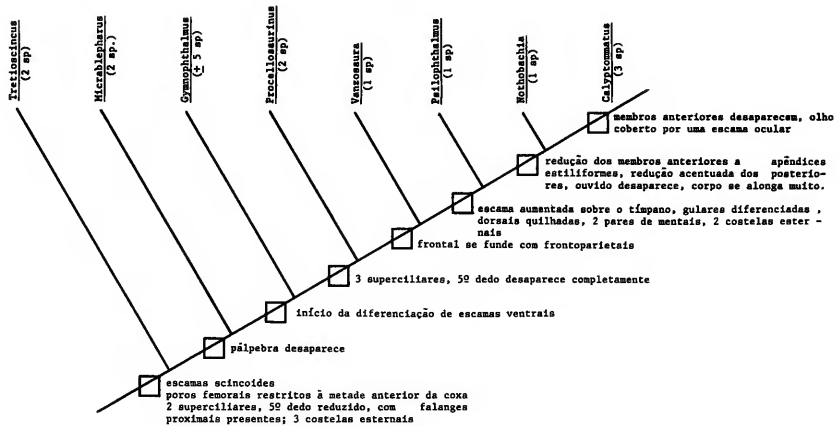 Tretioscincus
(2 sp)
Micrablepharus
(2 sp.)
Gymnophthalmus
(± 5 sp)
Procellosaurinus
(2 sp)
Vanzosaura
(1 sp)
Psilophthalmus
(1 sp)
Nothobachia
(1 sp)
Calyptommatus
(3 sp)
membros anteriores desaparecem, olho
coberto por uma escama ocular
redução dos membros anteriores a apêndices
estiliformes, redução acentuada dos posterio-
res, ouvido desaparece, corpo se alonga muito.
escama aumentada sobre o tímpano, gulares diferenciadas ,
dorsais quilhadas, 2 pares de mentais, 2 costelas ester -
nais
frontal se funde com frontoparietais
3 superciliares, 5º dedo desaparece completamente
início da diferenciação de escamas ventrais
pálpebra desaparece
escamas scincoides
poros femorais restritos à metade anterior da coxa
2 superciliares, 5º dedo reduzido, com falanges
proximais presentes; 3 costelas esternais